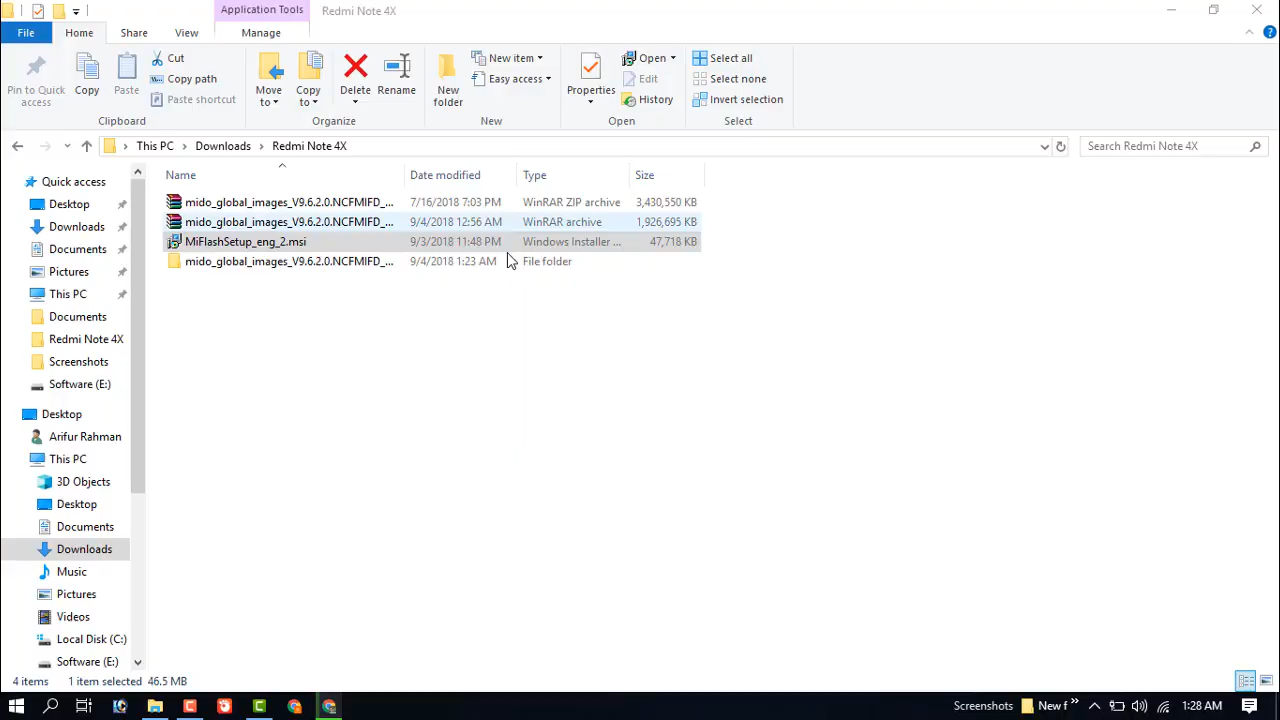 Application Tools Redmi Note 4X
File Home Share View Manage
Pin to Quick access
Copy
Paste
Cut
Copy path
Paste shortcut
Clipboard
Move to
Copy to
Delete
Rename
Organize
New folder
New item
Easy access
New
Properties
Open
Edit
History
Open
Select all
Select none
Invert selection
Select
This PC Downloads Redmi Note 4X
Search Redmi Note 4X
Quick access
Desktop
Downloads
Documents
Pictures
This PC
Documents
Redmi Note 4X
Screenshots
Software (E:)
Desktop
Arifur Rahman
This PC
3D Objects
Desktop
Documents
Downloads
Music
Pictures
Videos
Local Disk (C:)
Software (E:)
Name Date modified Type Size
mido_global_images_V9.6.2.0.NCFMIFD_... 7/16/2018 7:03 PM WinRAR ZIP archive 3,430,550 KB
mido_global_images_V9.6.2.0.NCFMIFD_... 9/4/2018 12:56 AM WinRAR archive 1,926,695 KB
MiFlashSetup_eng_2.msi 9/3/2018 11:48 PM Windows Installer ... 47,718 KB
mido_global_images_V9.6.2.0.NCFMIFD_... 9/4/2018 1:23 AM File folder
4 items 1 item selected 46.5 MB
Screenshots New f 1:28 AM